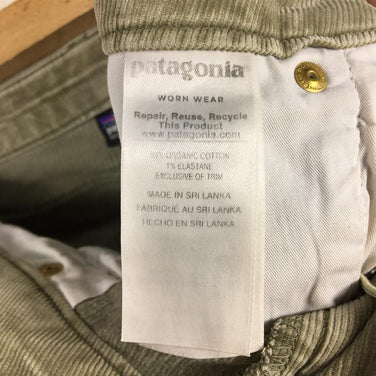 patagonia
WORN WEAR
Repair, Reuse, Recycle
This Product
www.patagonia.com
ORGANIC COTTON
1% ELASTANE
EXCLUSIVE OF TRIM
MADE IN SRI LANKA
FABRIQUÉ AU SRI LANKA
HECHO EN SRI LANKA